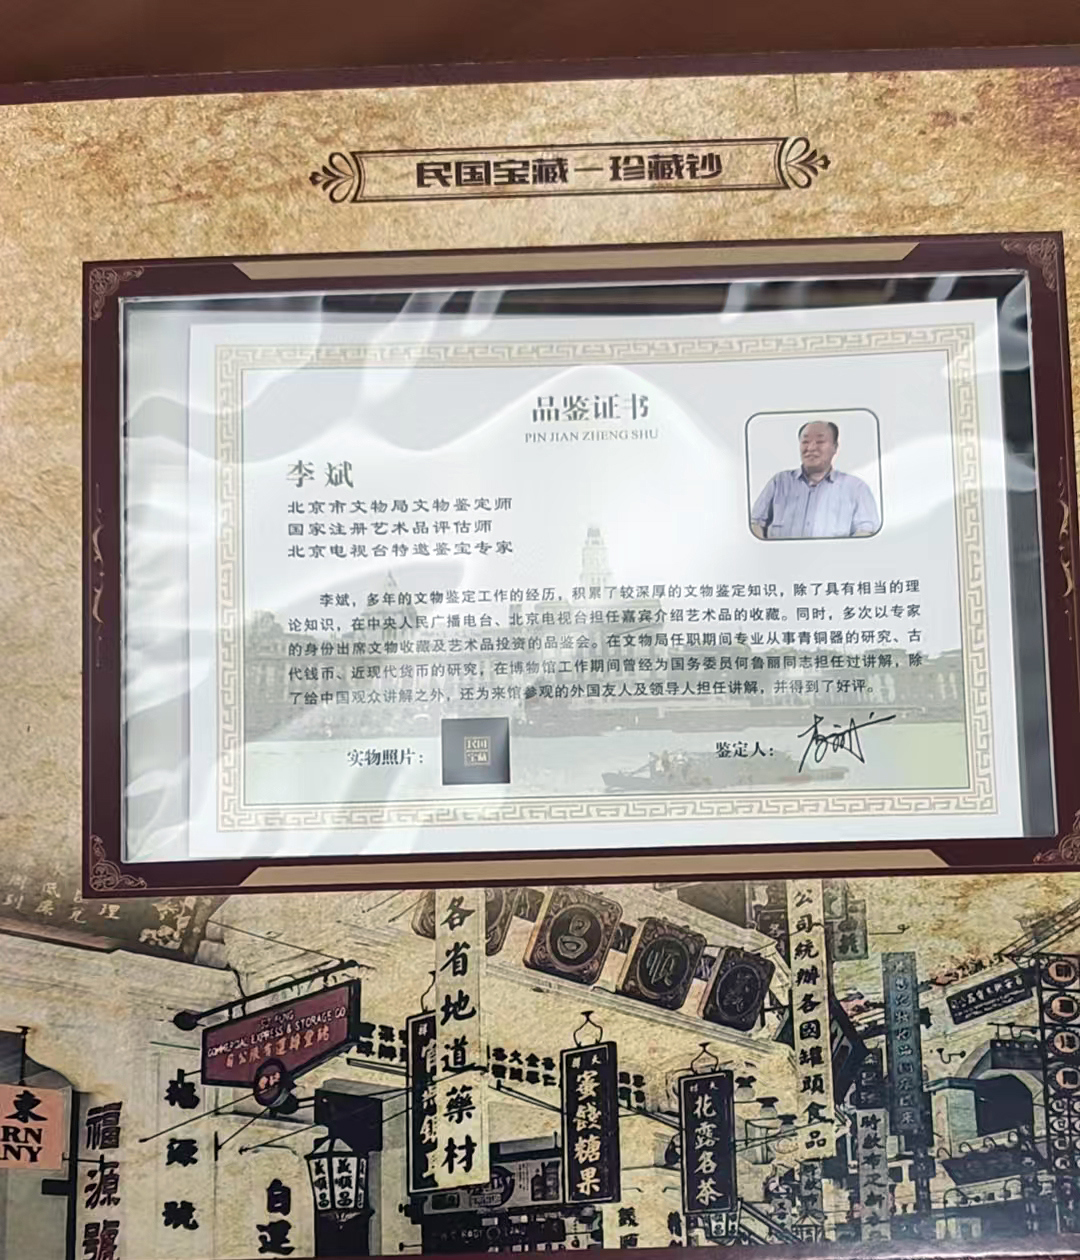 民国宝藏—珍藏钞
品鉴证书
PIN JIAN ZHENG SHU
李斌
北京市文物局文物鉴定师
国家注册艺术品评估师
北京电视台特邀鉴宝专家
李斌，多年的文物鉴定工作的经历，积累了较深厚的文物鉴定知识，除了具有相当的理
论知识，在中央人民广播电台、北京电视台担任嘉宾介绍艺术品的收藏。同时，多次以专家
的身份出席文物收藏及艺术品投资的品鉴会。在文物局任职期间专业从事青铜器的研究、古
代钱币、近现代货币的研究，在博物馆工作期间曾经为国务委员何鲁丽同志担任过讲解，除
了给中国观众讲解之外，还为来馆参观的外国友人及领导人担任讲解，并得到了好评。
实物照片：
民国
宝藏
鉴定人：
李斌
各省地道藥材
昌
順
公司統辦各國罐頭食品
COMMERCIAL EXPRESS & STORAGE CO
蜜餞糖果
花露名茶
義順昌
東
RN
NY
福源號